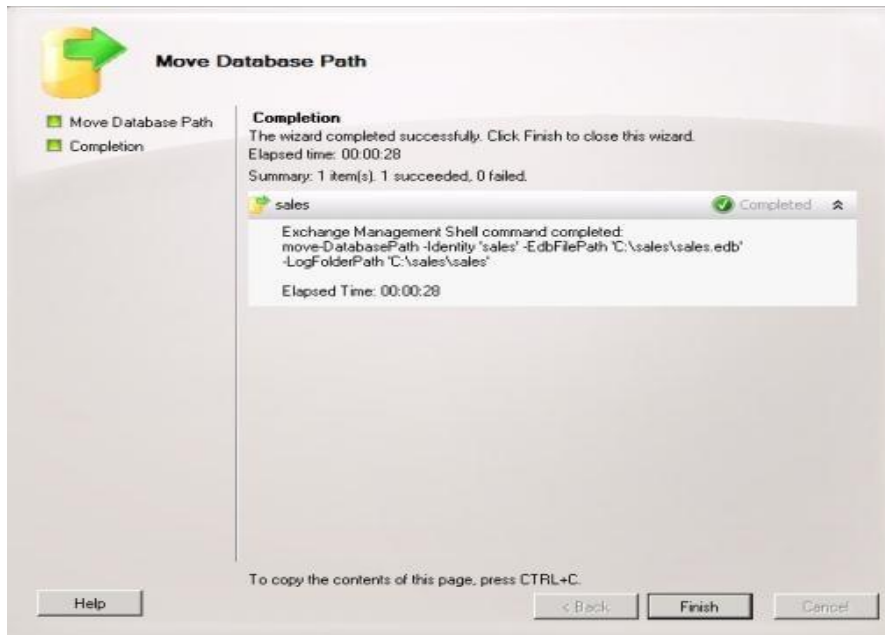 Move Database Path
Move Database Path
Completion
Completion
The wizard completed successfully. Click Finish to close this wizard.
Elapsed time: 00:00:28
Summary: 1 item(s). 1 succeeded, 0 failed.
sales
Completed
Exchange Management Shell command completed:
move-DatabasePath -Identity 'sales' -EdbFilePath 'C:\sales\sales.edb'
-LogFolderPath 'C:\sales\sales'
Elapsed Time: 00:00:28
To copy the contents of this page, press CTRL+C.
Help
< Back
Finish
Cancel